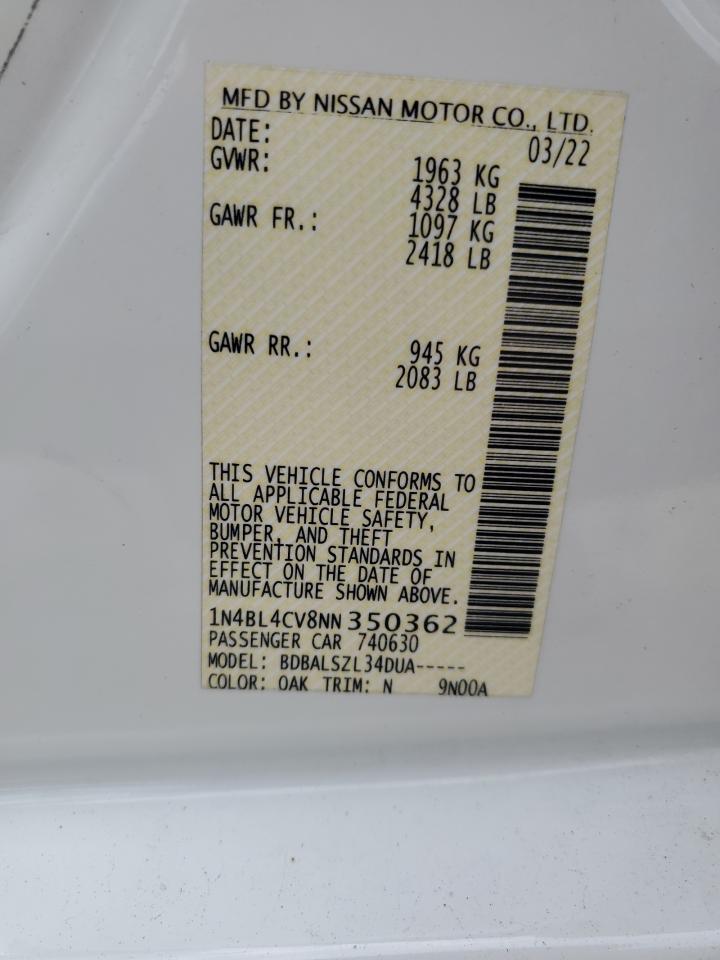 MFD BY NISSAN MOTOR CO., LTD.
DATE: 03/22
GVWR: 1963 KG
4328 LB
GAWR FR.: 1097 KG
2418 LB
GAWR RR.: 945 KG
2083 LB
THIS VEHICLE CONFORMS TO
ALL APPLICABLE FEDERAL
MOTOR VEHICLE SAFETY,
BUMPER, AND THEFT
PREVENTION STANDARDS IN
EFFECT ON THE DATE OF
MANUFACTURE SHOWN ABOVE.
1N4BL4CV8NN350362
PASSENGER CAR 740630
MODEL: BDBALSZL34DUA-----
COLOR: OAK TRIM: N 9N00A